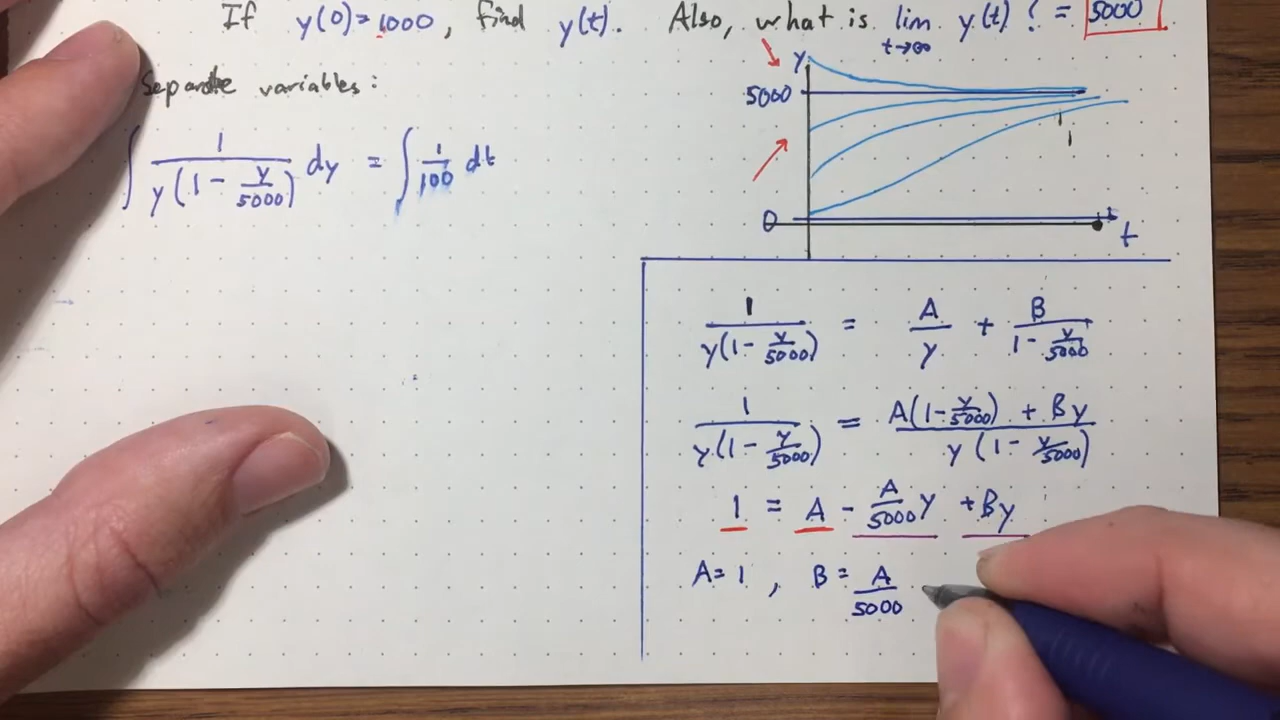 If y(0)=1000, find y(t). Also, what is lim t→∞ y(t)? = 5000
Separate variables:
∫ 1/(y(1 - y/5000)) dy = ∫ 1/100 dt
y
5000
0
t
1/(y(1 - y/5000)) = A/y + B/(1 - y/5000)
1/(y(1 - y/5000)) = (A(1 - y/5000) + By)/(y(1 - y/5000))
1 = A - A/5000 y + By
A = 1, B = A/5000